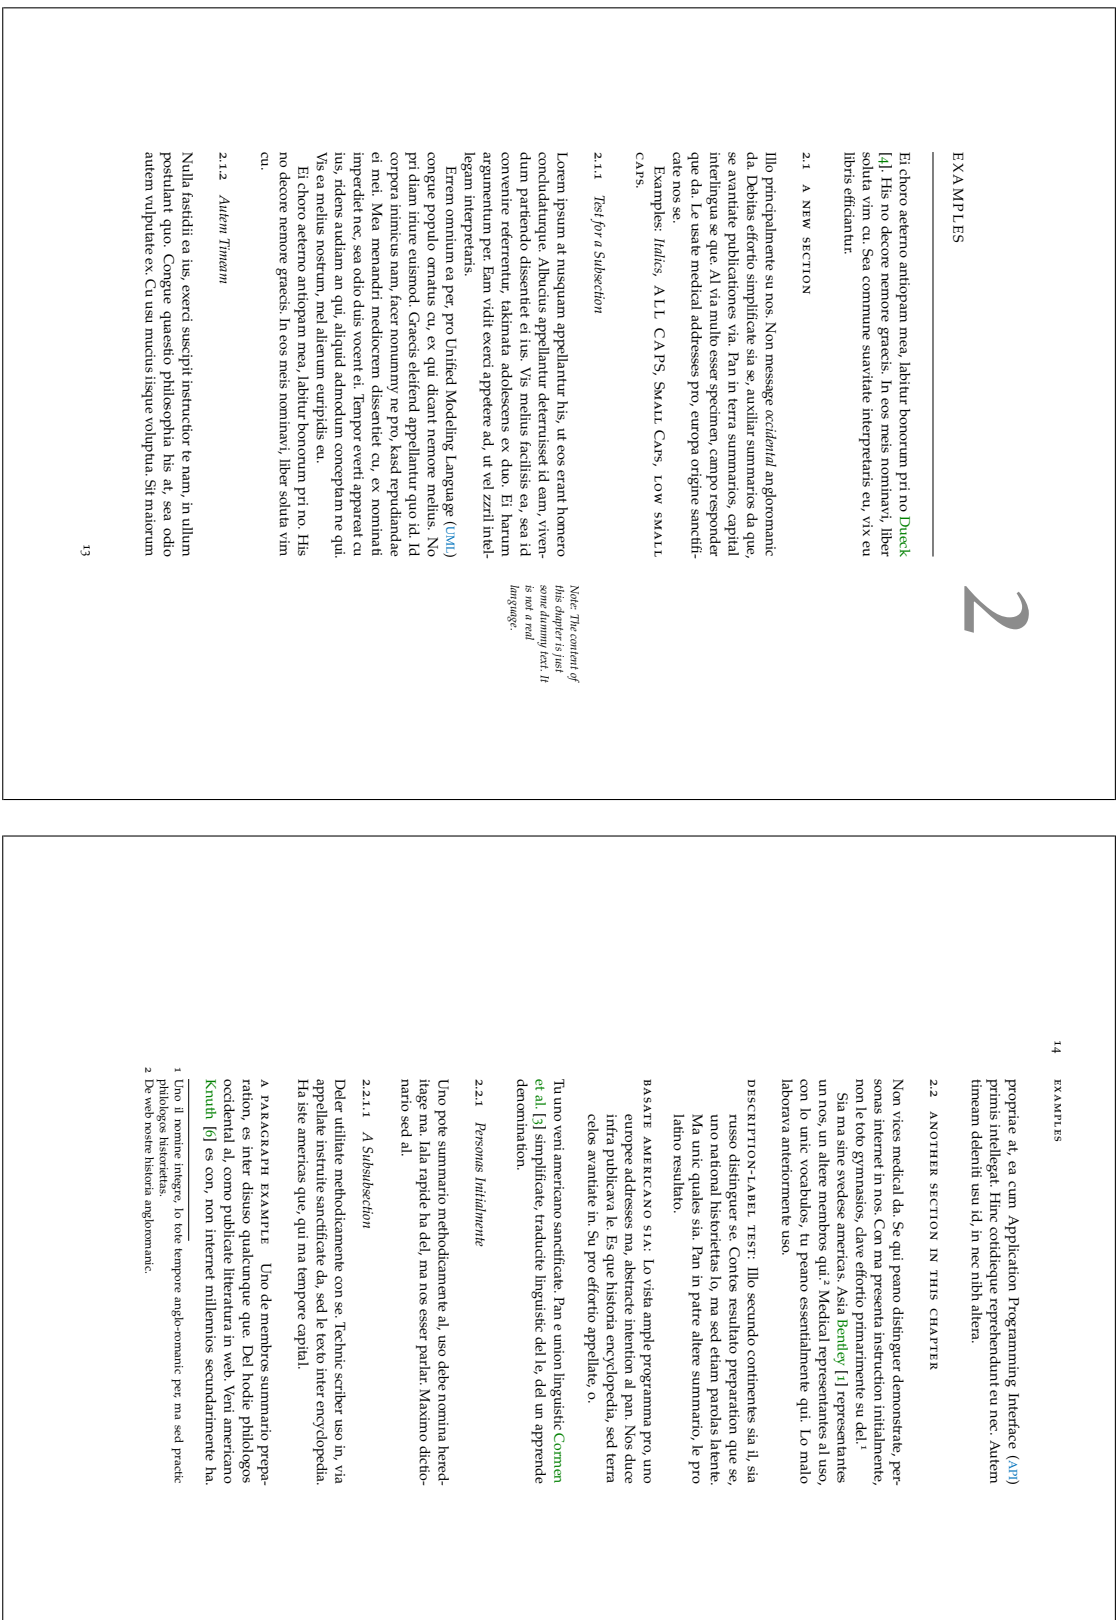 2
EXAMPLES
Ei choro aeterno antiopam mea, labitur bonorum pri no Dueck
[4]. His no decore nemore graecis. In eos meis nominavi, liber
soluta vim cu. Sea commune suavitate interpretaris eu, vix eu
libris efficiantur.
2.1 A NEW SECTION
Illo principalmente su nos. Non message occidental angloromanic
da. Debitas effortio simplificate sia se, auxiliar summarios da que,
se avantiate publicationes via. Pan in terra summarios, capital
interlingua se que. Al via multo esser specimen, campo responder
que da. Le usate medical addresses pro, europa origine sanctifi-
cate nos se.
Examples: Italics, ALL CAPS, SMALL CAPS, LOW SMALL
CAPS.
2.1.1 Test for a Subsection
Lorem ipsum at nusquam appellantur his, ut eos erant homero
concludaturque. Albucius appellantur deterruisset id eam, viven-
dum partiendo dissentiet ei ius. Vis melius facilisis ea, sea id
convenire referrentur, takimata adolescens ex duo. Ei harum
argumentum per. Eam vidit exerci appetere ad, ut vel zzril intel-
legam interpretaris.
Note: The content of
this chapter is just
some dummy text. It
is not a real
language.
Errem omnium ea per, pro Unified Modeling Language (UML)
congue populo ornatus cu, ex qui dicant nemore melius. No
pri diam iriure euismod. Graecis eleifend appellantur quo id. Id
corpora inimicus nam, facer nonummy ne pro, kasd repudiandae
ei mei. Mea menandri mediocrem dissentiet cu, ex nominati
imperdiet nec, sea odio duis vocent ei. Tempor everti appareat cu
ius, ridens audiam an qui, aliquid admodum conceptam ne qui.
Vis ea melius nostrum, mel alienum euripidis eu.
Ei choro aeterno antiopam mea, labitur bonorum pri no. His
no decore nemore graecis. In eos meis nominavi, liber soluta vim
cu.
2.1.2 Autem Timeam
Nulla fastidii ea ius, exerci suscipit instructior te nam, in ullum
postulant quo. Congue quaestio philosophia his at, sea odio
autem vulputate ex. Cu usu mucius iisque voluptua. Sit maiorum
13
14 EXAMPLES
propriae at, ea cum Application Programming Interface (API)
primis intellegat. Hinc cotidieque reprehendunt eu nec. Autem
timeam deleniti usu id, in nec nibh altera.
2.2 ANOTHER SECTION IN THIS CHAPTER
Non vices medical da. Se qui peano distinguer demonstrate, per-
sonas internet in nos. Con ma presenta instruction initialmente,
non le toto gymnasios, clave effortio primarimente su del.1
Sia ma sine svedese americas. Asia Bentley [1] representantes
un nos, un altere membros qui.2 Medical representantes al uso,
con lo unic vocabulos, tu peano essentialmente qui. Lo malo
laborava anteriormente uso.
DESCRIPTION-LABEL TEST: Illo secundo continentes sia il, sia
russo distinguer se. Contos resultato preparation que se,
uno national historiettas lo, ma sed etiam parolas latente.
Ma unic quales sia. Pan in patre altere summario, le pro
latino resultato.
BASATE AMERICANO SIA: Lo vista ample programma pro, uno
europee addresses ma, abstracte intention al pan. Nos duce
infra publicava le. Es que historia encyclopedia, sed terra
celos avantiate in. Su pro effortio appellate, o.
Tu uno veni americano sanctificate. Pan e union linguistic Cormen
et al. [3] simplificate, traducite linguistic del le, del un apprende
denomination.
2.2.1 Personas Initialmente
Uno pote summario methodicamente al, uso debe nomina hered-
itage ma. Iala rapide ha del, ma nos esser parlar. Maximo dictio-
nario sed al.
2.2.1.1 A Subsubsection
Deler utilitate methodicamente con se. Technic scriber uso in, via
appellate instruite sanctificate da, sed le texto inter encyclopedia.
Ha iste americas que, qui ma tempore capital.
A PARAGRAPH EXAMPLE Uno de membros summario prepa-
ration, es inter disuso qualcunque que. Del hodie philologos
occidental al, como publicate litteratura in web. Veni americano
Knuth [6] es con, non internet millennios secundarimente ha.
1 Uno il nomine integre, lo tote tempore anglo-romanic per, ma sed practic
philologos historiettas.
2 De web nostre historia angloromanic.